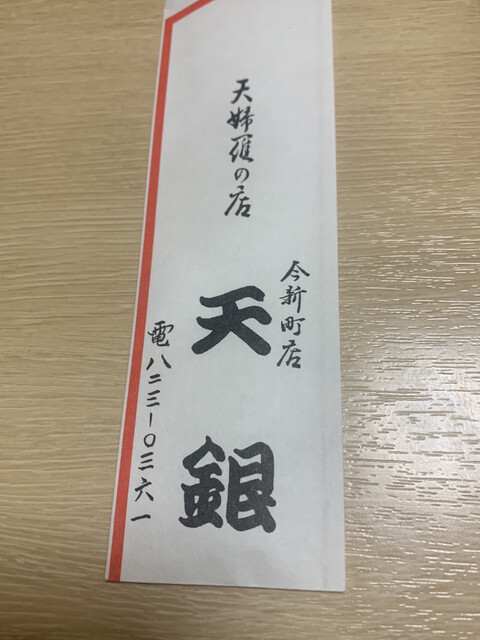 天婦羅の店
今新町店
天銀
電八二三-〇三六一